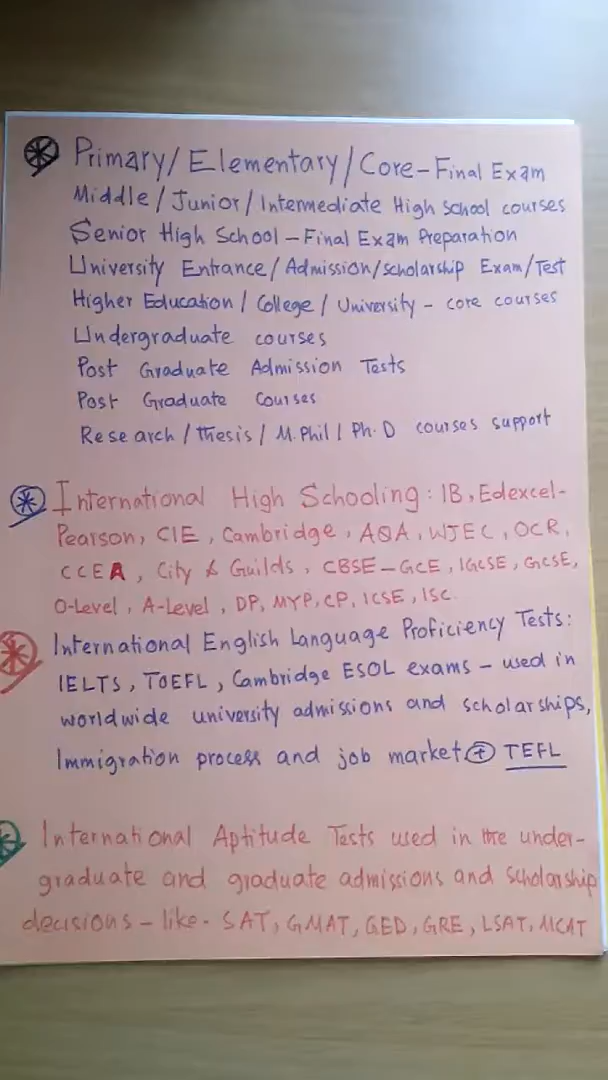 Primary/Elementary/Core-Final Exam
Middle/Junior/Intermediate High School courses
Senior High School - Final Exam Preparation
University Entrance/Admission/scholarship Exam/Test
Higher Education/College/University - core courses
Undergraduate courses
Post Graduate Admission Tests
Post Graduate Courses
Research/thesis/M.Phil/Ph.D courses support
International High Schooling: IB, Edexcel-
Pearson, CIE, Cambridge, AQA, WJEC, OCR,
CCEA, City & Guilds, CBSE-GCE, IGCSE, GCSE,
O-Level, A-Level, DP, MYP, CP, ICSE, ISC
International English Language Proficiency Tests:
IELTS, TOEFL, Cambridge ESOL exams - used in
worldwide university admissions and scholarships,
Immigration process and job market + TEFL
International Aptitude Tests used in the under-
graduate and graduate admissions and scholarship
decisions - like - SAT, GMAT, GED, GRE, LSAT, MCAT